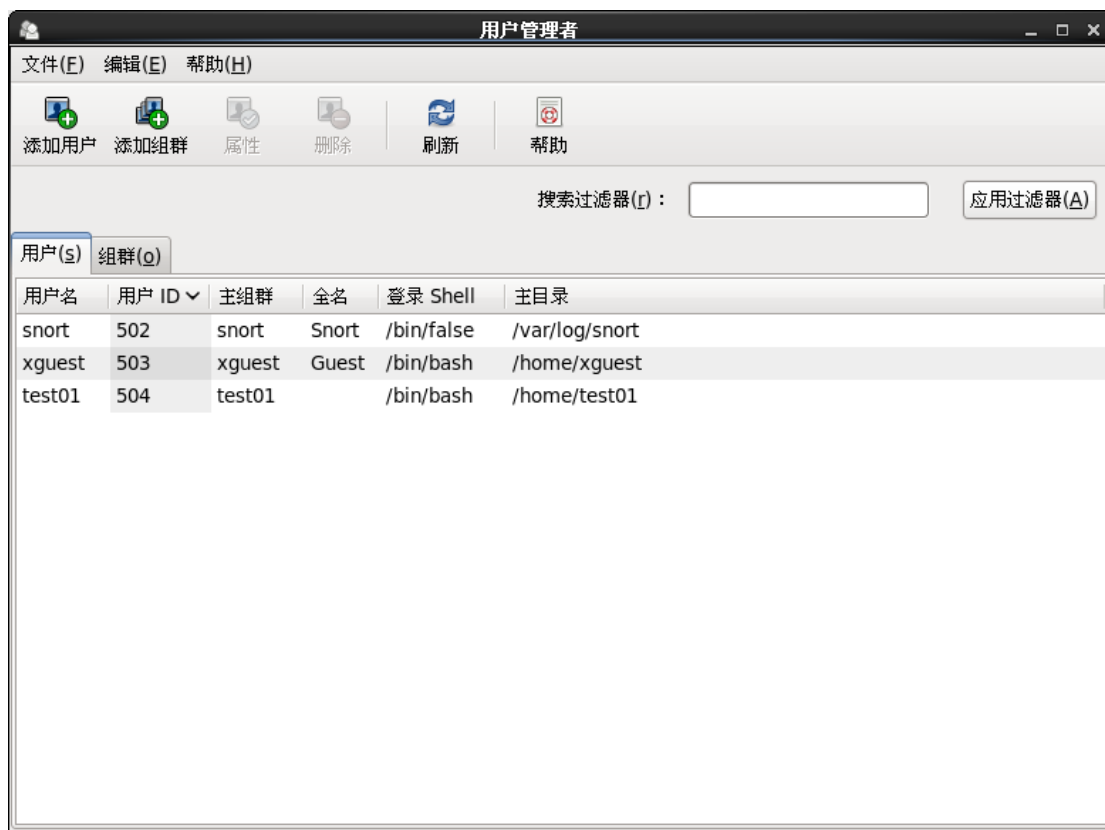 用户管理者
文件(F) 编辑(E) 帮助(H)
添加用户 添加组群 属性 删除 刷新 帮助
搜索过滤器(r)： 应用过滤器(A)
用户(s) 组群(o)
用户名 用户 ID 主组群 全名 登录 Shell 主目录
snort 502 snort Snort /bin/false /var/log/snort
xguest 503 xguest Guest /bin/bash /home/xguest
test01 504 test01 /bin/bash /home/test01